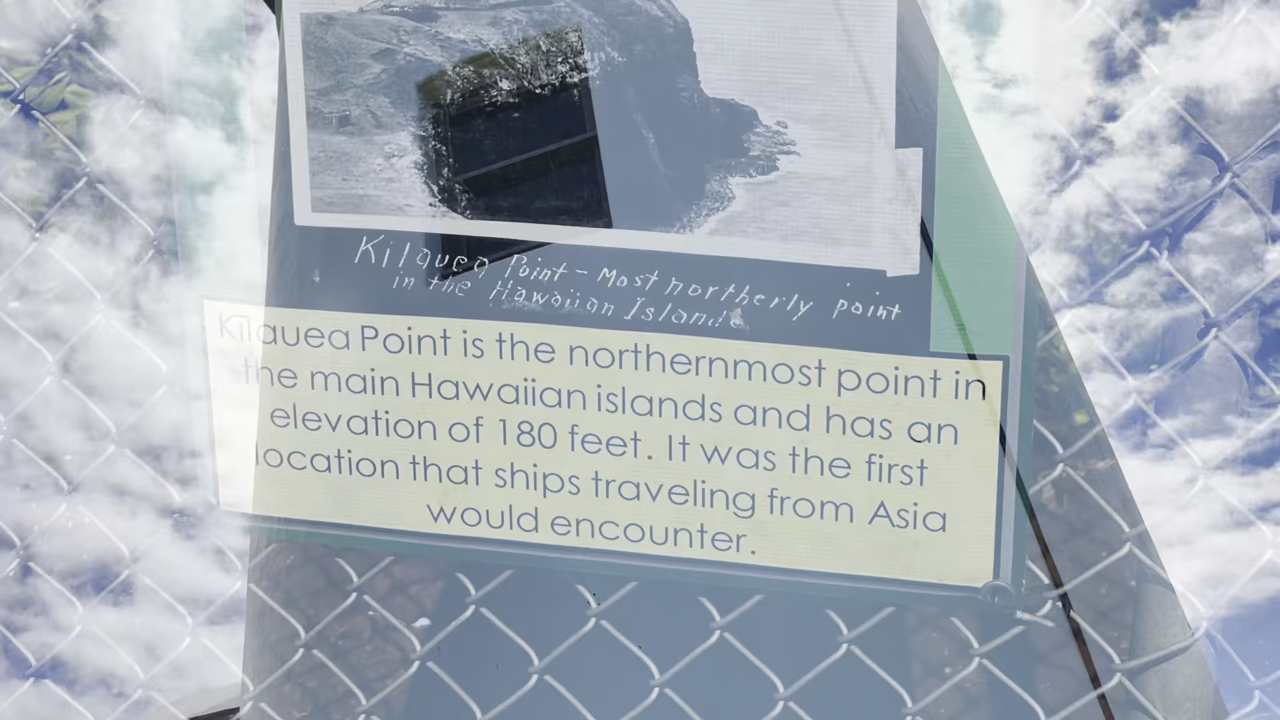 Kilauea Point - Most northerly point
in the Hawaiian Islands
Kilauea Point is the northernmost point in
the main Hawaiian islands and has an
elevation of 180 feet. It was the first
location that ships traveling from Asia
would encounter.